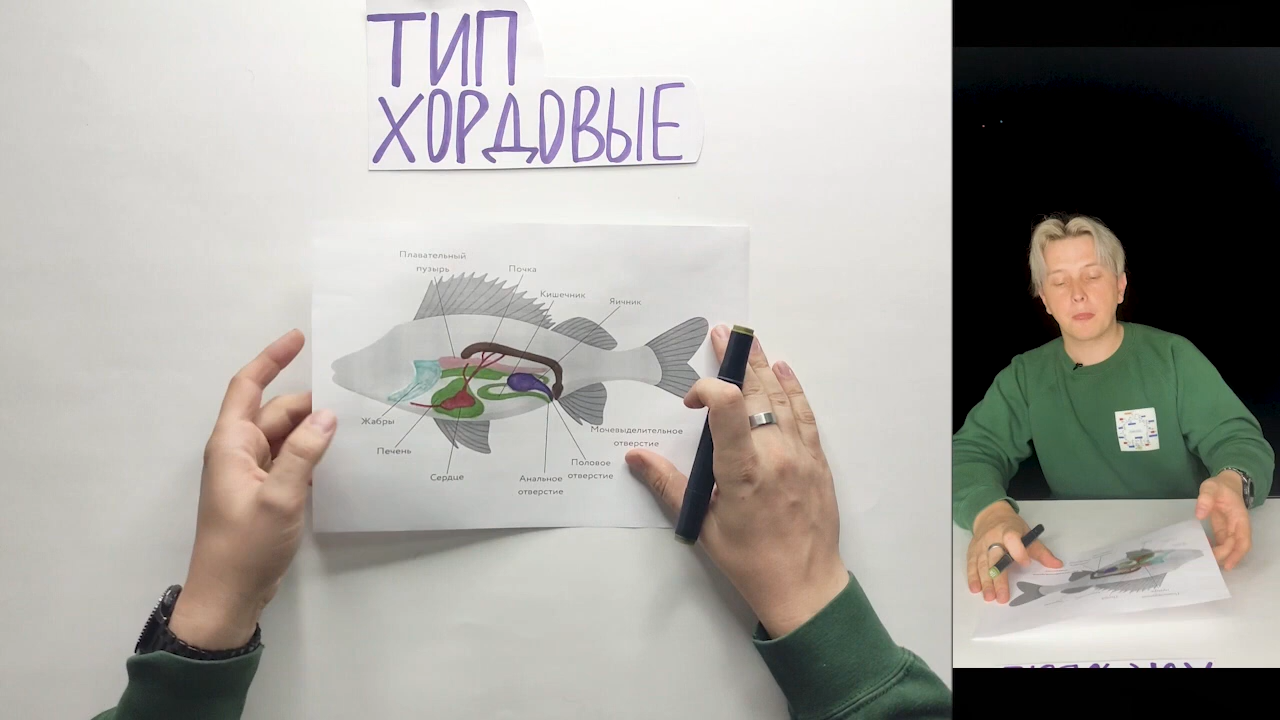 ТИП
ХОРДОВЫЕ
Плавательный
пузырь
Почка
Кишечник
Яичник
Жабры
Печень
Сердце
Мочевыделительное
отверстие
Половое
отверстие
Анальное
отверстие